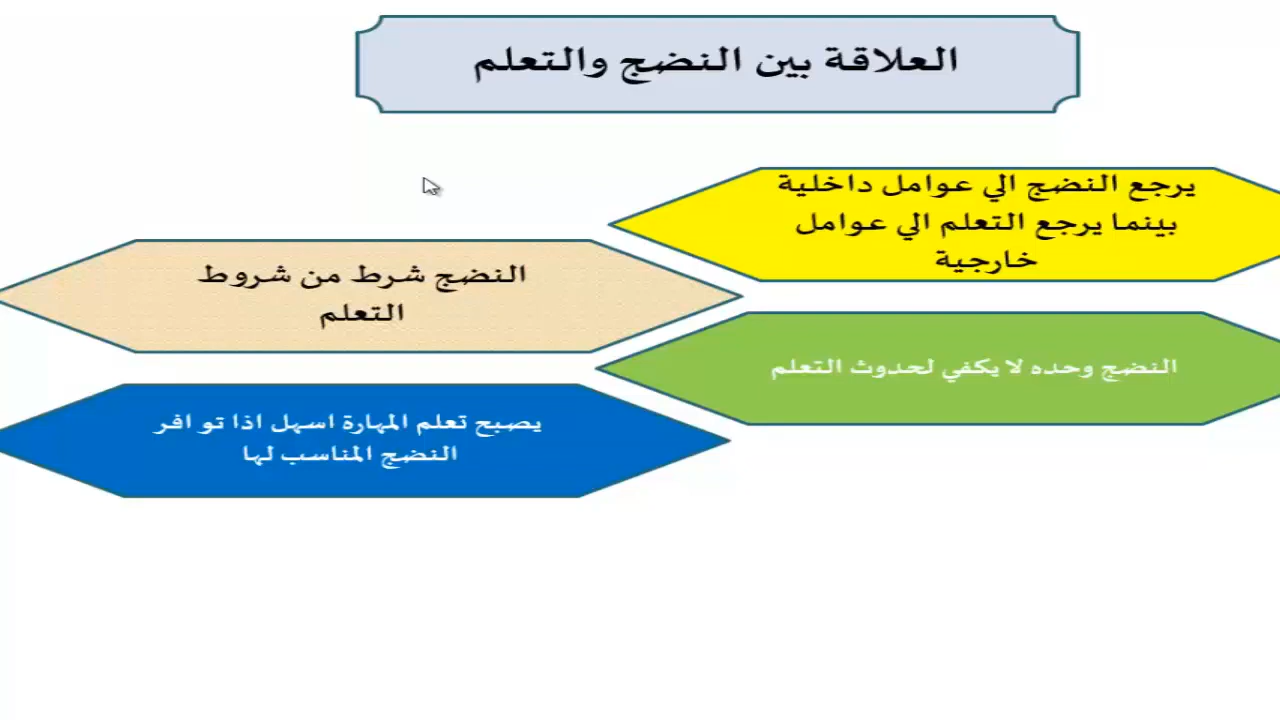 العلاقة بين النضج والتعلم
يرجع النضج الي عوامل داخلية
بينما يرجع التعلم الي عوامل
خارجية
النضج شرط من شروط
التعلم
النضج وحده لا يكفي لحدوث التعلم
يصبح تعلم المهارة اسهل اذا تو افر
النضج المناسب لها